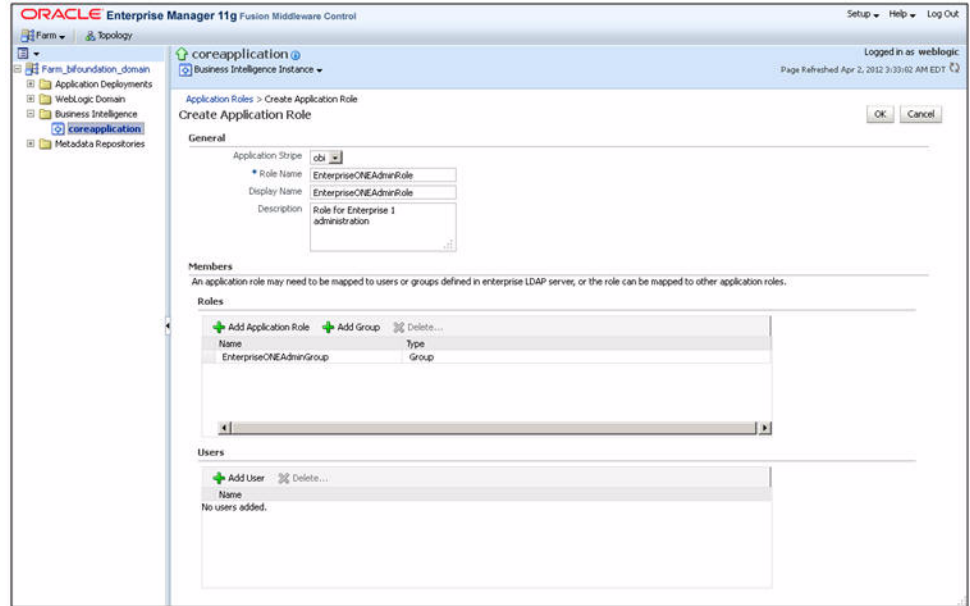 ORACLE Enterprise Manager 11g Fusion Middleware Control
Setup Help Log Out
Farm Topology
coreapplication
Logged in as weblogic
Business Intelligence Instance
Page Refreshed Apr 2, 2012 3:33:02 AM EDT
Farm_bifoundation_domain
Application Deployments
WebLogic Domain
Business Intelligence
coreapplication
Metadata Repositories
Application Roles > Create Application Role
Create Application Role
OK Cancel
General
Application Stripe obi
* Role Name EnterpriseONEAdminRole
Display Name EnterpriseONEAdminRole
Description Role for Enterprise 1
administration
Members
An application role may need to be mapped to users or groups defined in enterprise LDAP server, or the role can be mapped to other application roles.
Roles
Add Application Role Add Group Delete...
Name Type
EnterpriseONEAdminGroup Group
Users
Add User Delete...
Name
No users added.